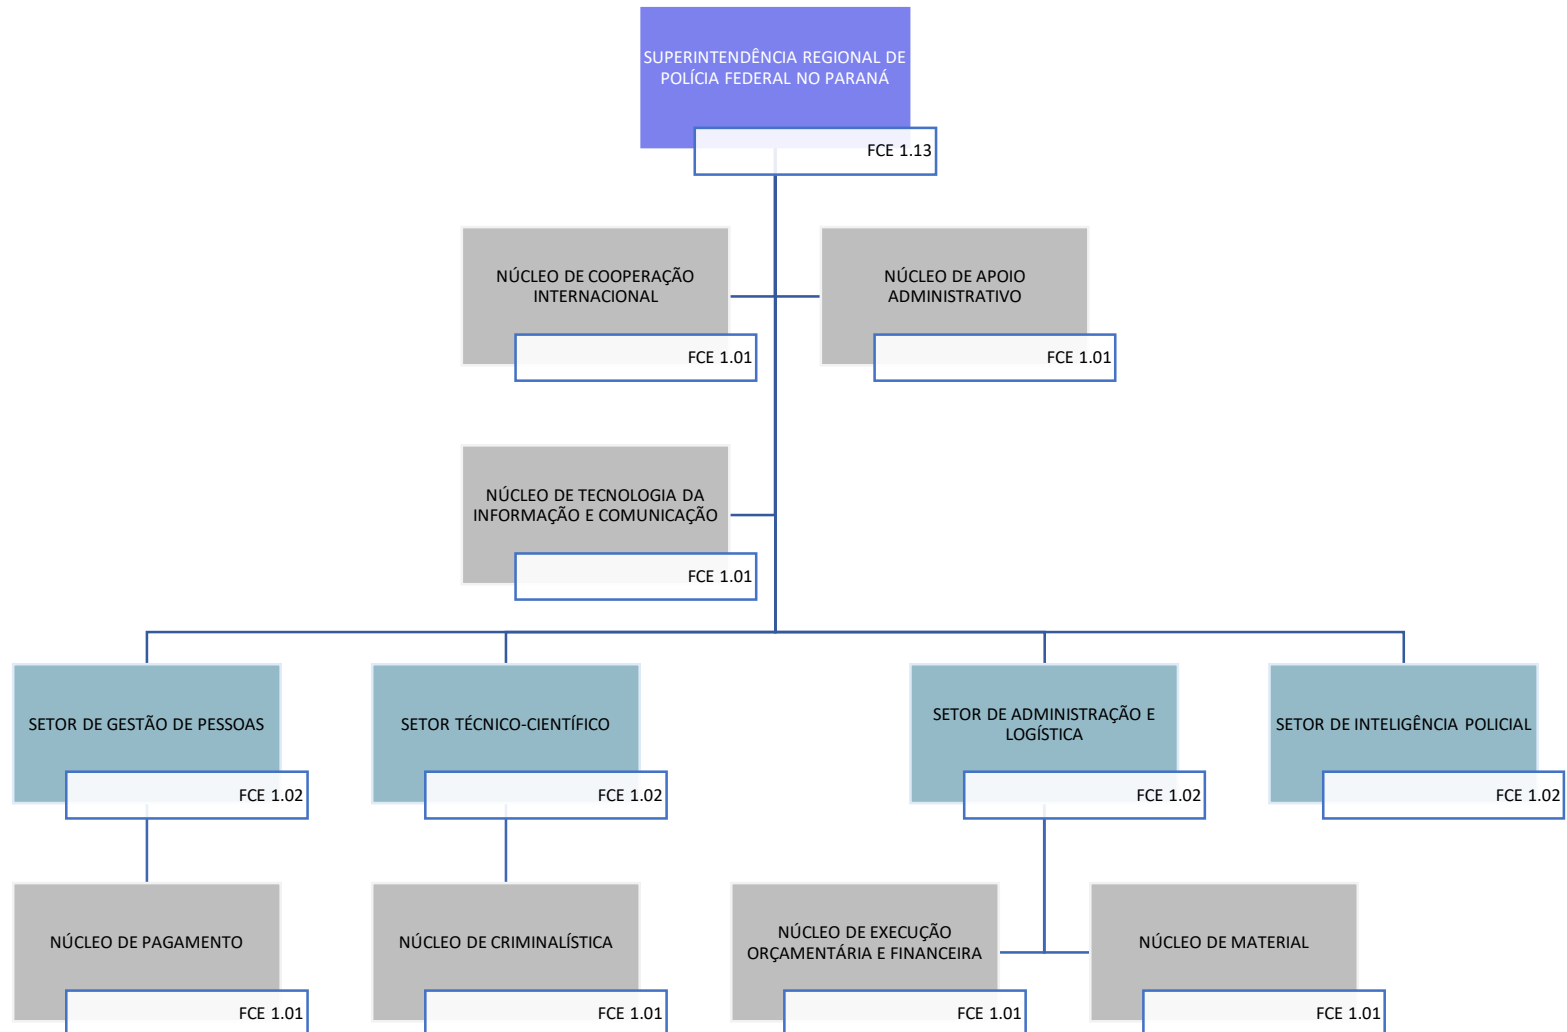 SUPERINTENDÊNCIA REGIONAL DE
POLÍCIA FEDERAL NO PARANÁ
FCE 1.13
NÚCLEO DE COOPERAÇÃO
INTERNACIONAL
FCE 1.01
NÚCLEO DE APOIO
ADMINISTRATIVO
FCE 1.01
NÚCLEO DE TECNOLOGIA DA
INFORMAÇÃO E COMUNICAÇÃO
FCE 1.01
SETOR DE GESTÃO DE PESSOAS
FCE 1.02
SETOR TÉCNICO-CIENTÍFICO
FCE 1.02
SETOR DE ADMINISTRAÇÃO E
LOGÍSTICA
FCE 1.02
SETOR DE INTELIGÊNCIA POLICIAL
FCE 1.02
NÚCLEO DE PAGAMENTO
FCE 1.01
NÚCLEO DE CRIMINALÍSTICA
FCE 1.01
NÚCLEO DE EXECUÇÃO
ORÇAMENTÁRIA E FINANCEIRA
FCE 1.01
NÚCLEO DE MATERIAL
FCE 1.01